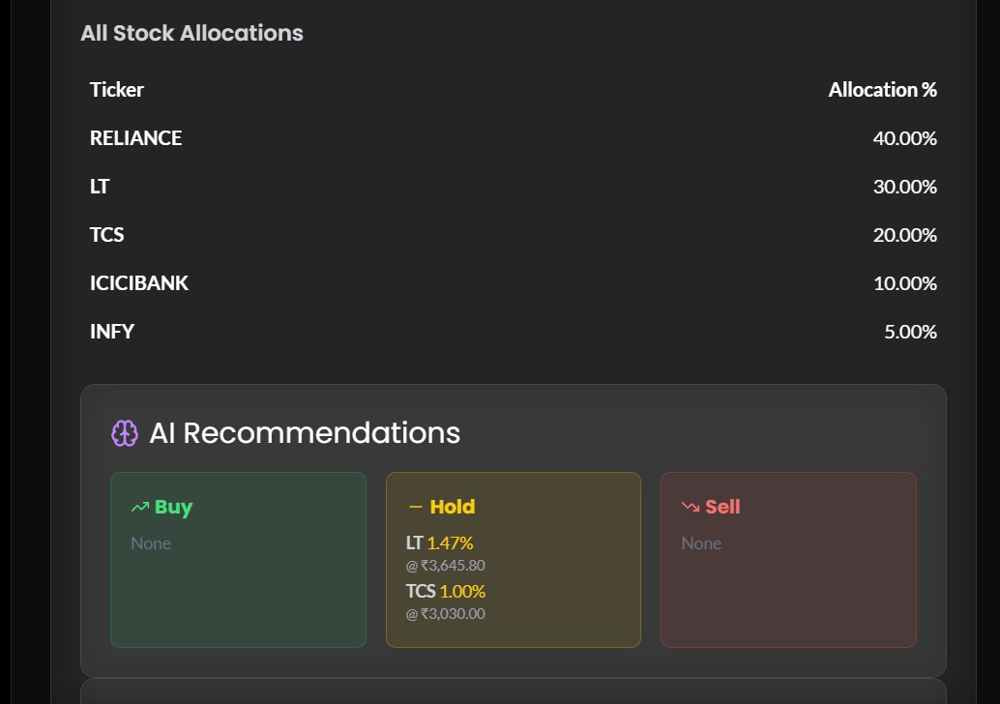 All Stock Allocations
Ticker Allocation %
RELIANCE 40.00%
LT 30.00%
TCS 20.00%
ICICIBANK 10.00%
INFY 5.00%
AI Recommendations
Buy
None
Hold
LT 1.47%
@ ₹3,645.80
TCS 1.00%
@ ₹3,030.00
Sell
None